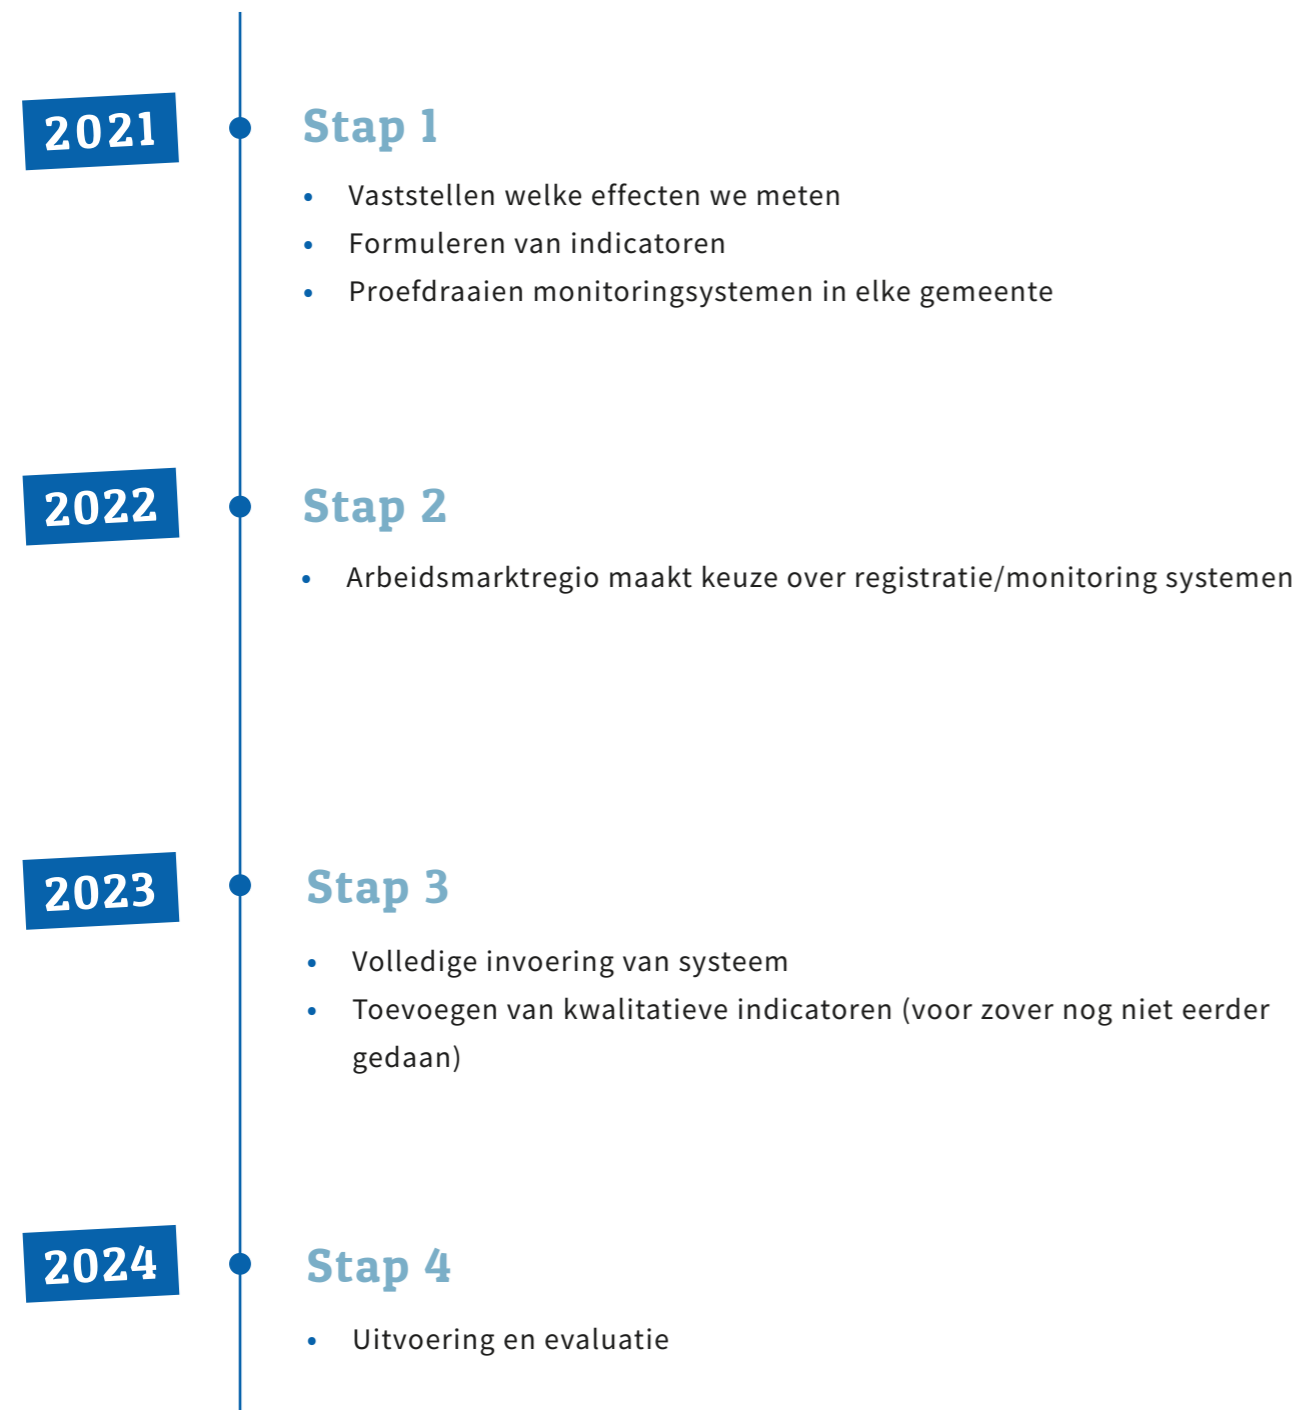 2021
Stap 1
• Vaststellen welke effecten we meten
• Formuleren van indicatoren
• Proefdraaien monitoringsystemen in elke gemeente
2022
Stap 2
• Arbeidsmarktregio maakt keuze over registratie/monitoring systemen
2023
Stap 3
• Volledige invoering van systeem
• Toevoegen van kwalitatieve indicatoren (voor zover nog niet eerder
gedaan)
2024
Stap 4
• Uitvoering en evaluatie